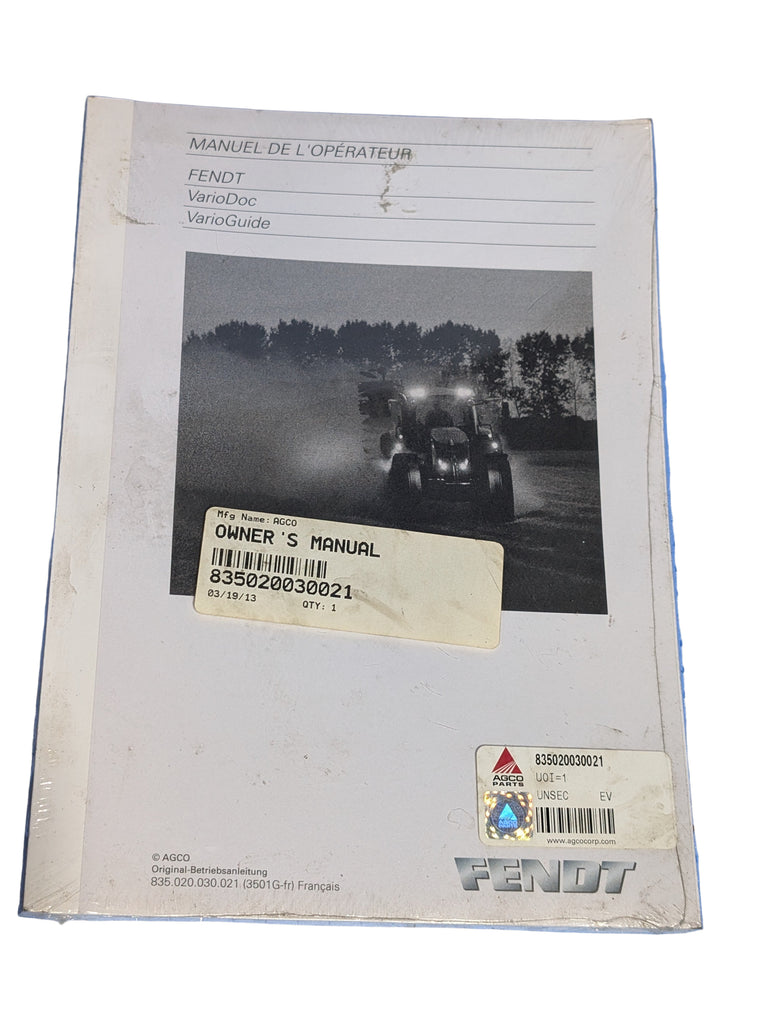 MANUEL DE L'OPÉRATEUR
FENDT
VarioDoc
VarioGuide
Mfg Name: AGCO
OWNER'S MANUAL
835020030021
03/19/13 QTY: 1
AGCO
PARTS
835020030021
UOI=1
UNSEC EV
AGCO
PARTS
www.agcocorp.com
© AGCO
Original-Betriebsanleitung
835.020.030.021 (3501G-fr) Français
FENDT